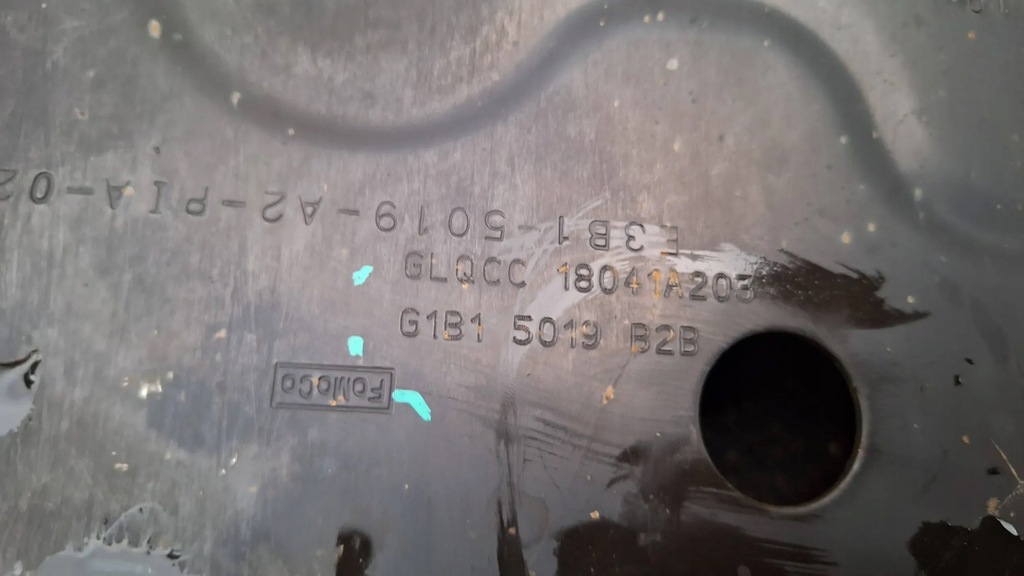 E3B1-5019-A2-PIA-02
GLQCC 18041A203
G1B1 5019 B2B
FoMoCo